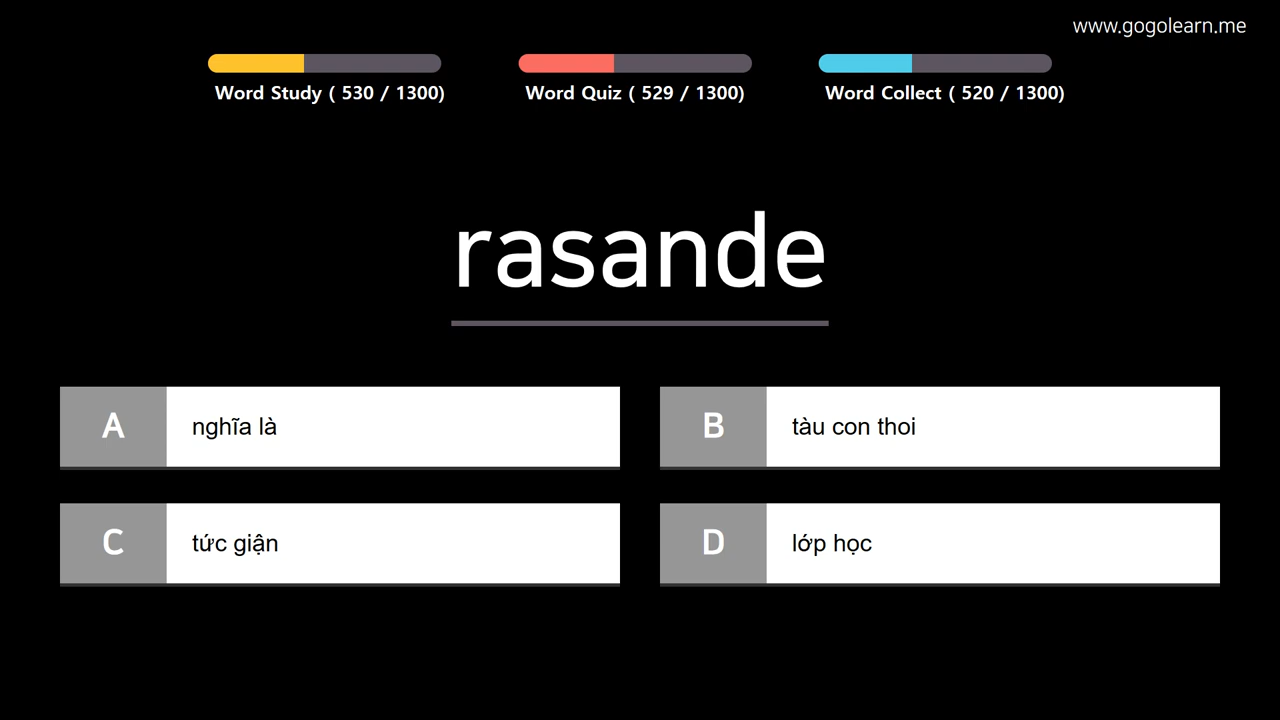 www.gogolearn.me
Word Study ( 530 / 1300)
Word Quiz ( 529 / 1300)
Word Collect ( 520 / 1300)
rasande
A nghĩa là
B tàu con thoi
C tức giận
D lớp học